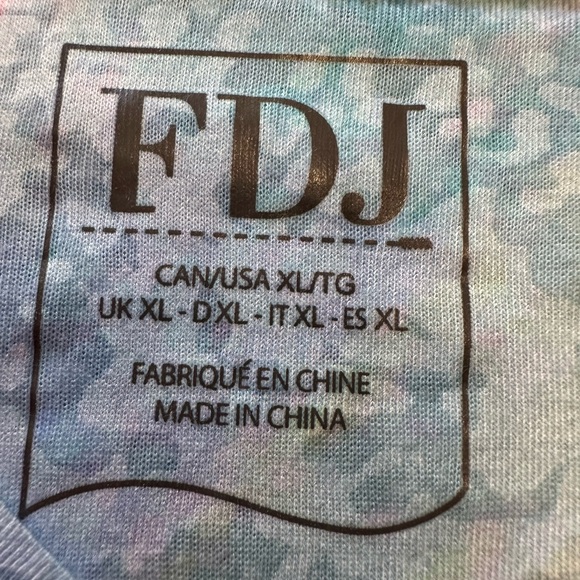 FDJ
CAN/USA XL/TG
UK XL - D XL - IT XL - ES XL
FABRIQUÉ EN CHINE
MADE IN CHINA